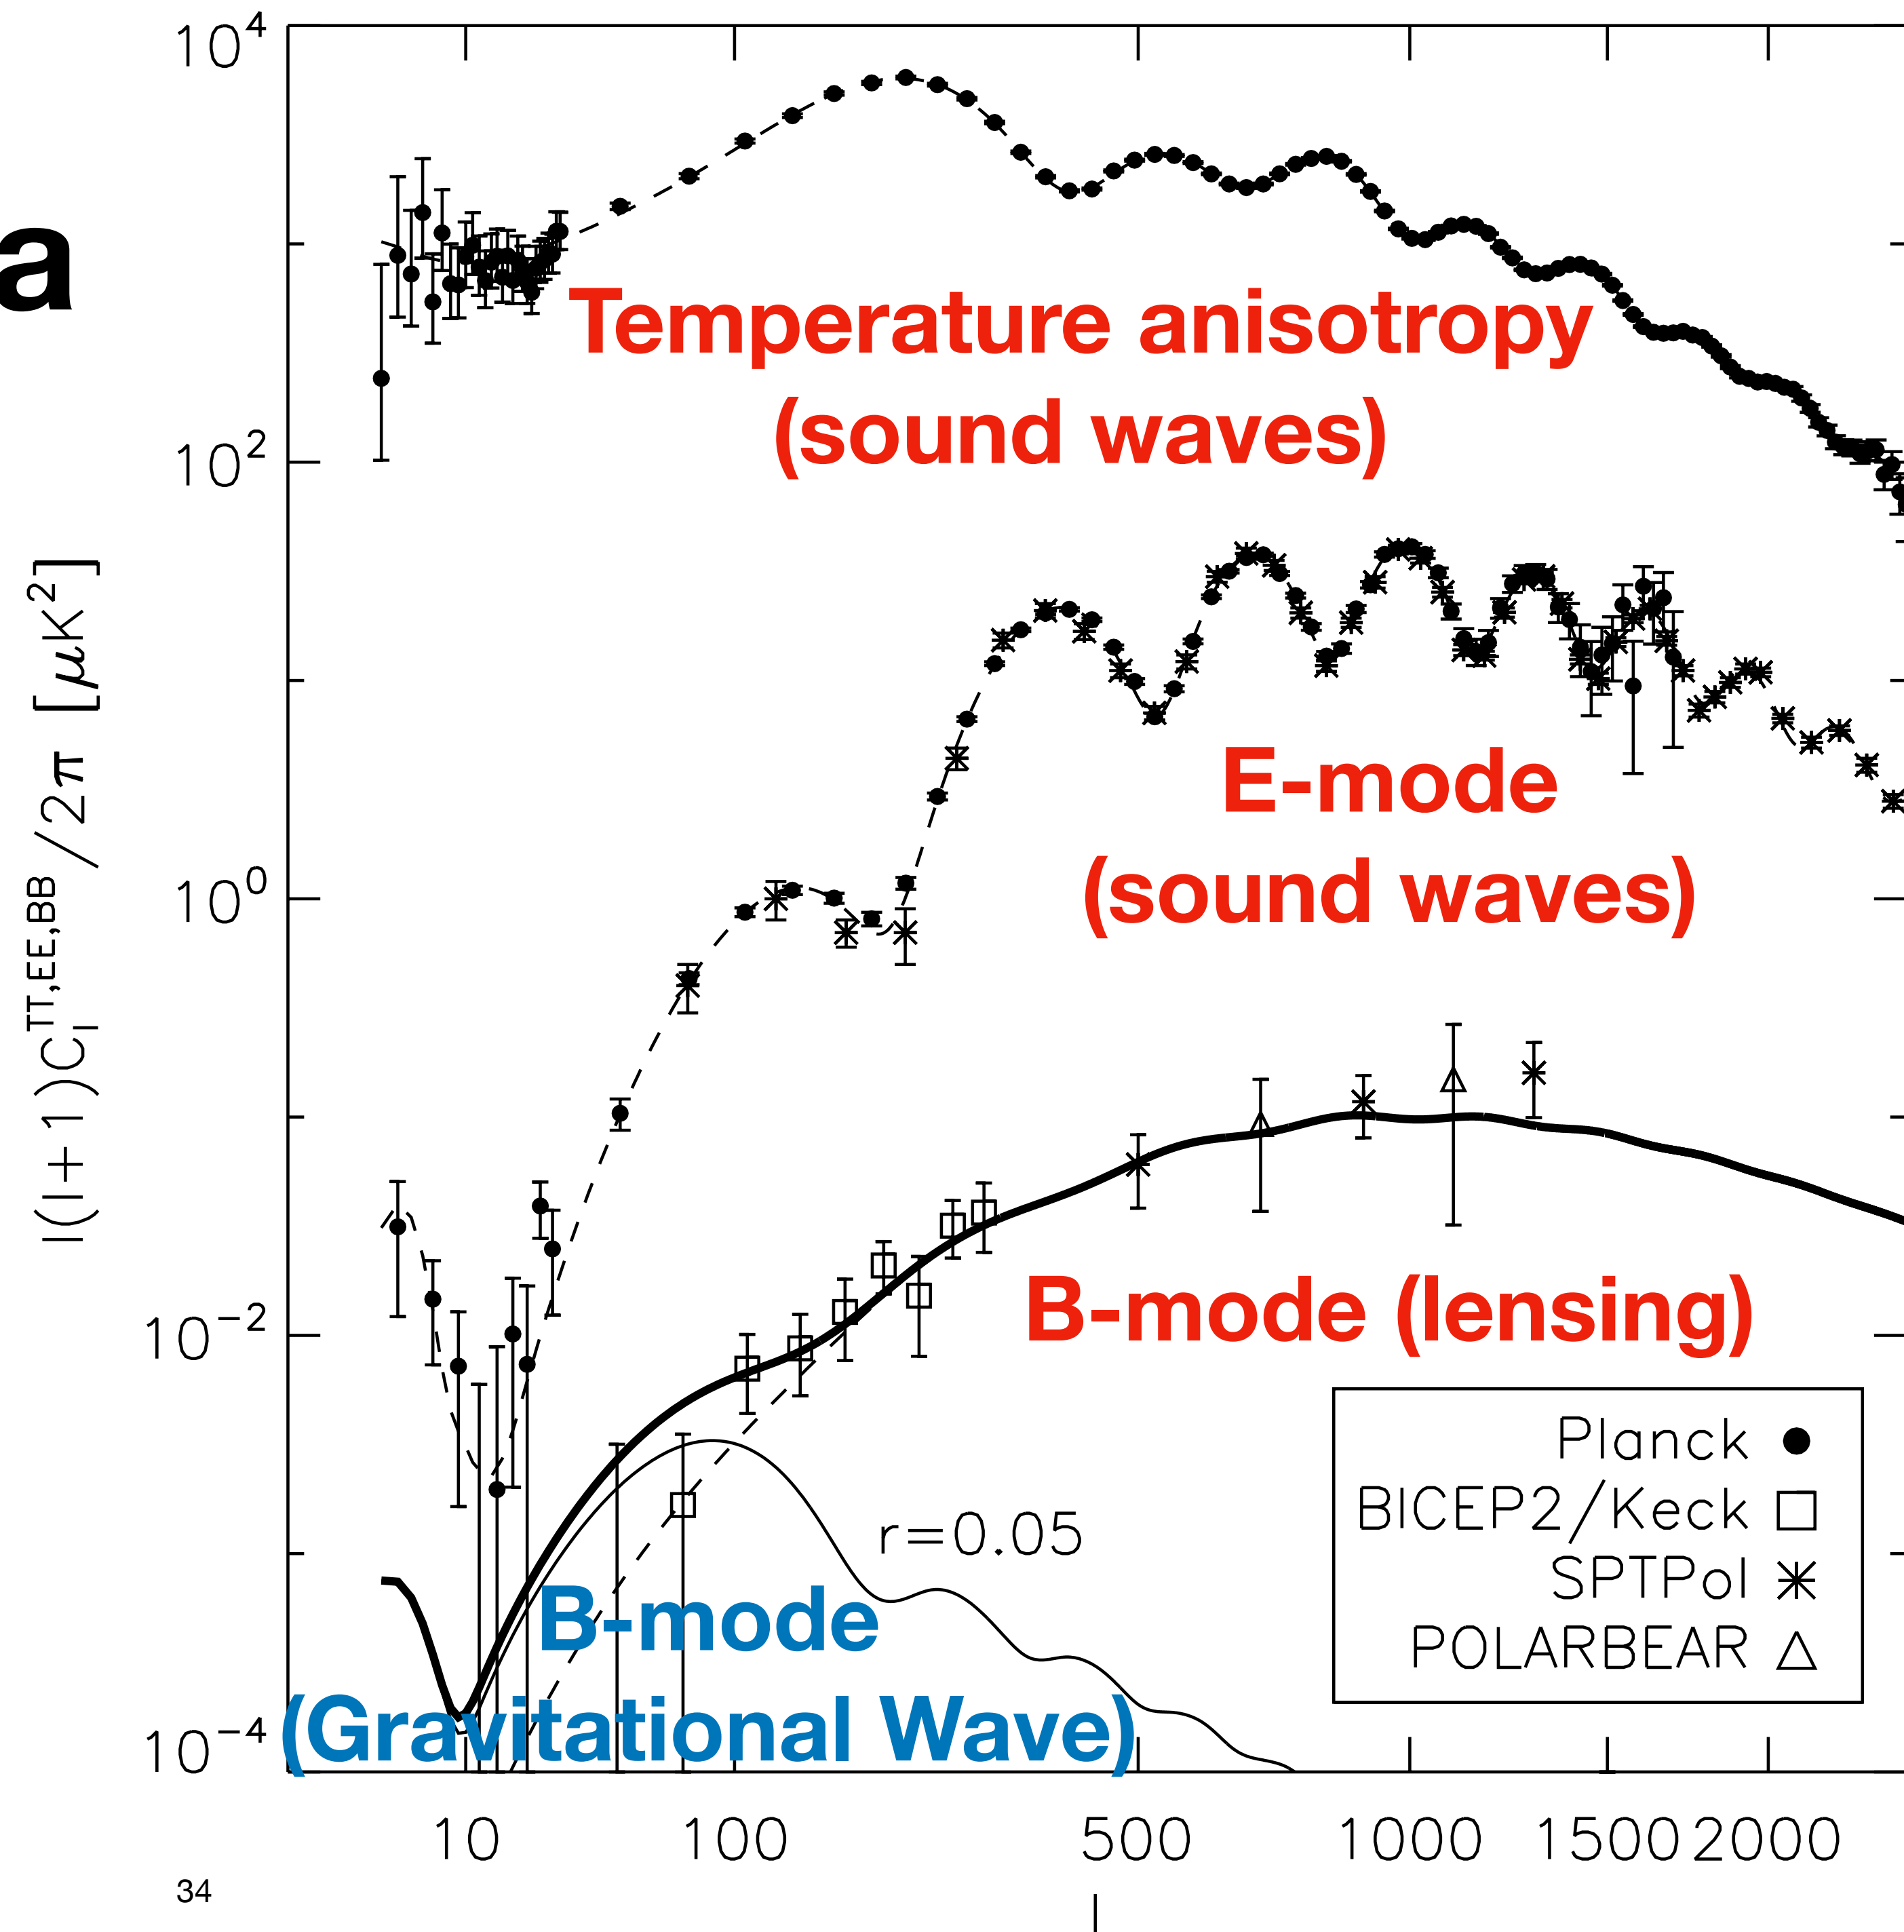 a
10^4
10^2
10^0
10^-2
10^-4
l(l+1)C_l^TT,EE,BB/2π [μK^2]
Temperature anisotropy
(sound waves)
E-mode
(sound waves)
B-mode (lensing)
r=0.05
B-mode
(Gravitational Wave)
Planck
BICEP2/Keck
SPTPol
POLARBEAR
10 100 500 1000 1500 2000
34